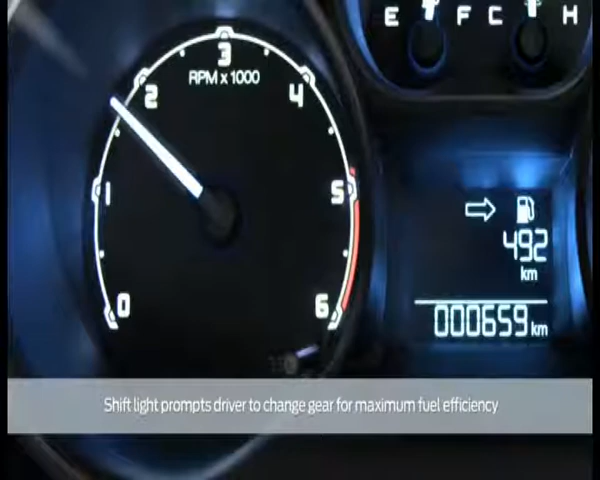 E F C H
3
RPM x 1000
2 4
1 5
492
km
0 6
000659 km
Shift light prompts driver to change gear for maximum fuel efficiency